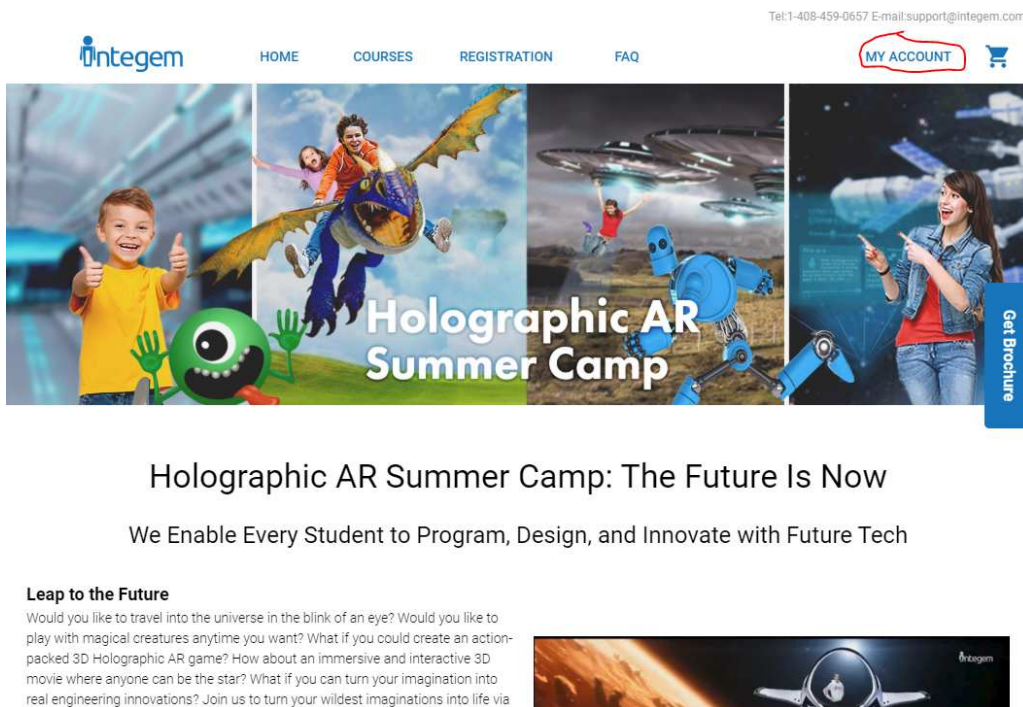 Tel:1-408-459-0657 E-mail:support@integem.com
integem
HOME COURSES REGISTRATION FAQ MY ACCOUNT
Holographic AR
Summer Camp
Get Brochure
Holographic AR Summer Camp: The Future Is Now
We Enable Every Student to Program, Design, and Innovate with Future Tech
Leap to the Future
Would you like to travel into the universe in the blink of an eye? Would you like to
play with magical creatures anytime you want? What if you could create an action-
packed 3D Holographic AR game? How about an immersive and interactive 3D
movie where anyone can be the star? What if you can turn your imagination into
real engineering innovations? Join us to turn your wildest imaginations into life via
integem